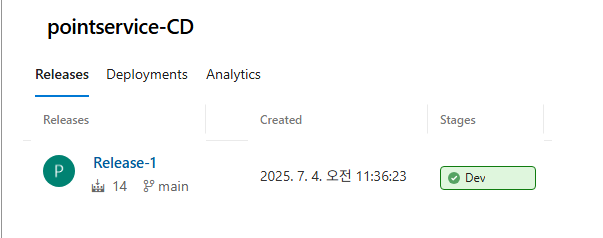 pointservice-CD
Releases Deployments Analytics
Releases Created Stages
P Release-1
14 main
2025. 7. 4. 오전 11:36:23
Dev